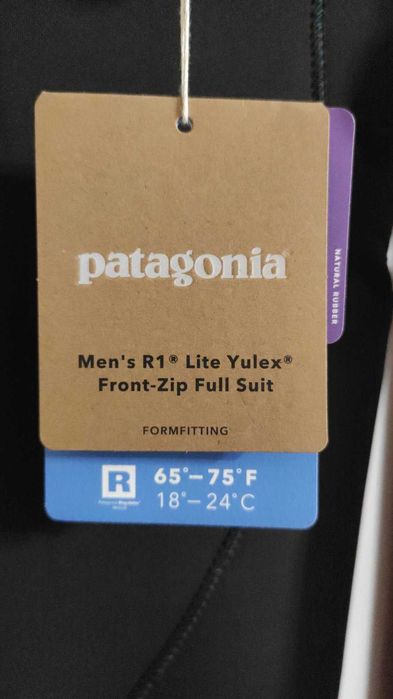 patagonia®
Men's R1® Lite Yulex®
Front-Zip Full Suit
FORMFITTING
NATURAL RUBBER
R
65°–75°F
18°–24°C